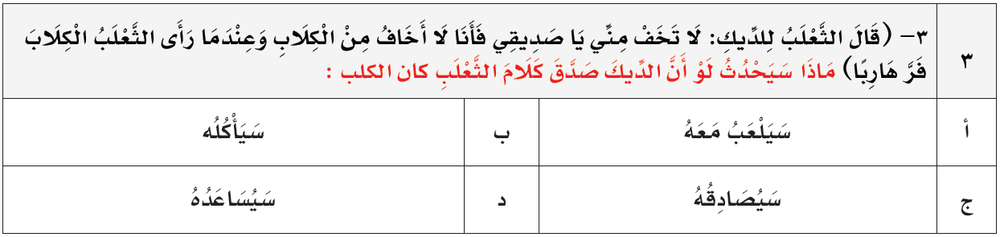 ٣
٣- (قَالَ الثَّعْلَبُ لِلدِّيكِ: لَا تَخَفْ مِنِّي يَا صَدِيقِي فَأَنَا لَا أَخَافُ مِنْ الْكِلَابِ وَعِنْدَمَا رَأَى الثَّعْلَبُ الْكِلَابَ
فَرَّ هَارِبًا) مَاذَا سَيَحْدُثُ لَوْ أَنَّ الدِّيكَ صَدَّقَ كَلَامَ الثَّعْلَبِ كان الكلب :
أ سَيَلْعَبُ مَعَهُ ب سَيَأْكُلُه
ج سَيُصَادِقُهُ د سَيُسَاعَدُهُ